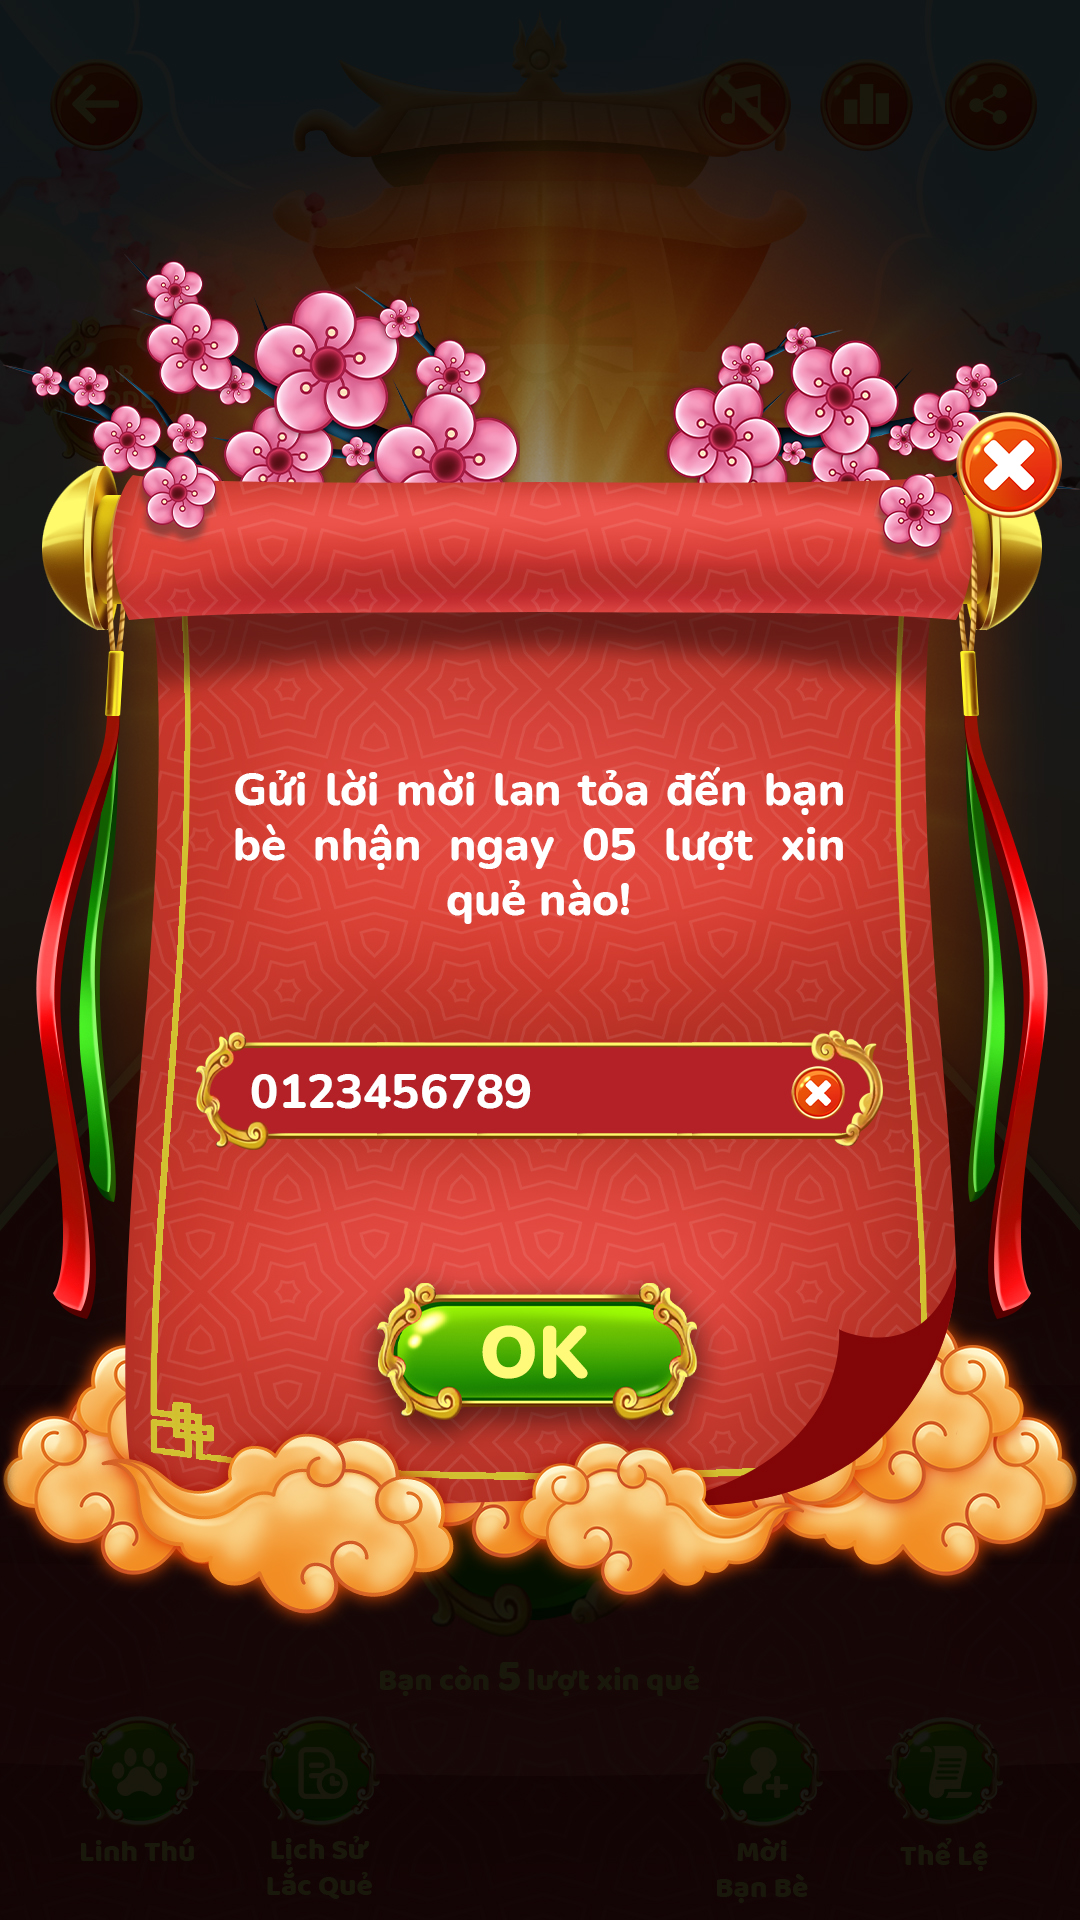 AR
Gửi lời mời lan tỏa đến bạn
bè nhận ngay 05 lượt xin
quẻ nào!
0123456789
OK
Bạn còn 5 lượt xin quẻ
Linh Thú
Lịch Sử
Lắc Quẻ
Mời
Bạn Bè
Thể Lệ